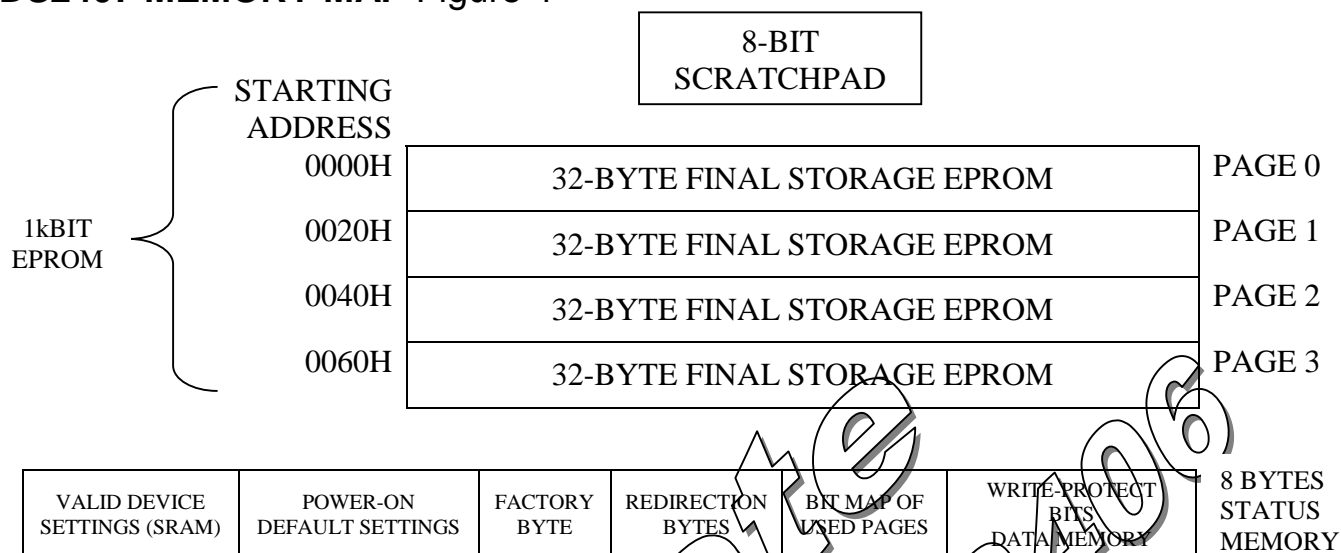 MEMORY MAP Figure 4
8-BIT
SCRATCHPAD
STARTING
ADDRESS
0000H 32-BYTE FINAL STORAGE EPROM PAGE 0
1kBIT
EPROM
0020H 32-BYTE FINAL STORAGE EPROM PAGE 1
0040H 32-BYTE FINAL STORAGE EPROM PAGE 2
0060H 32-BYTE FINAL STORAGE EPROM PAGE 3
VALID DEVICE
SETTINGS (SRAM)
POWER-ON
DEFAULT SETTINGS
FACTORY
BYTE
REDIRECTION
BYTES
BIT MAP OF
USED PAGES
WRITE-PROTECT
BITS
DATA MEMORY
8 BYTES
STATUS
MEMORY